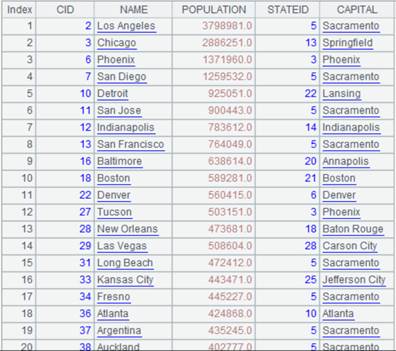 Index CID NAME POPULATION STATEID CAPITAL
1 2 Los Angeles 3798981.0 5 Sacramento
2 3 Chicago 2886251.0 13 Springfield
3 6 Phoenix 1371960.0 3 Phoenix
4 7 San Diego 1259532.0 5 Sacramento
5 10 Detroit 925051.0 22 Lansing
6 11 San Jose 900443.0 5 Sacramento
7 12 Indianapolis 783612.0 14 Indianapolis
8 13 San Francisco 764049.0 5 Sacramento
9 16 Baltimore 638614.0 20 Annapolis
10 18 Boston 589281.0 21 Boston
11 22 Denver 560415.0 6 Denver
12 27 Tucson 503151.0 3 Phoenix
13 28 New Orleans 473681.0 18 Baton Rouge
14 29 Las Vegas 508604.0 28 Carson City
15 31 Long Beach 472412.0 5 Sacramento
16 33 Kansas City 443471.0 25 Jefferson City
17 34 Fresno 445227.0 5 Sacramento
18 36 Atlanta 424868.0 10 Atlanta
19 37 Argentina 435245.0 5 Sacramento
20 38 Auckland 402777.0 5 Sacramento